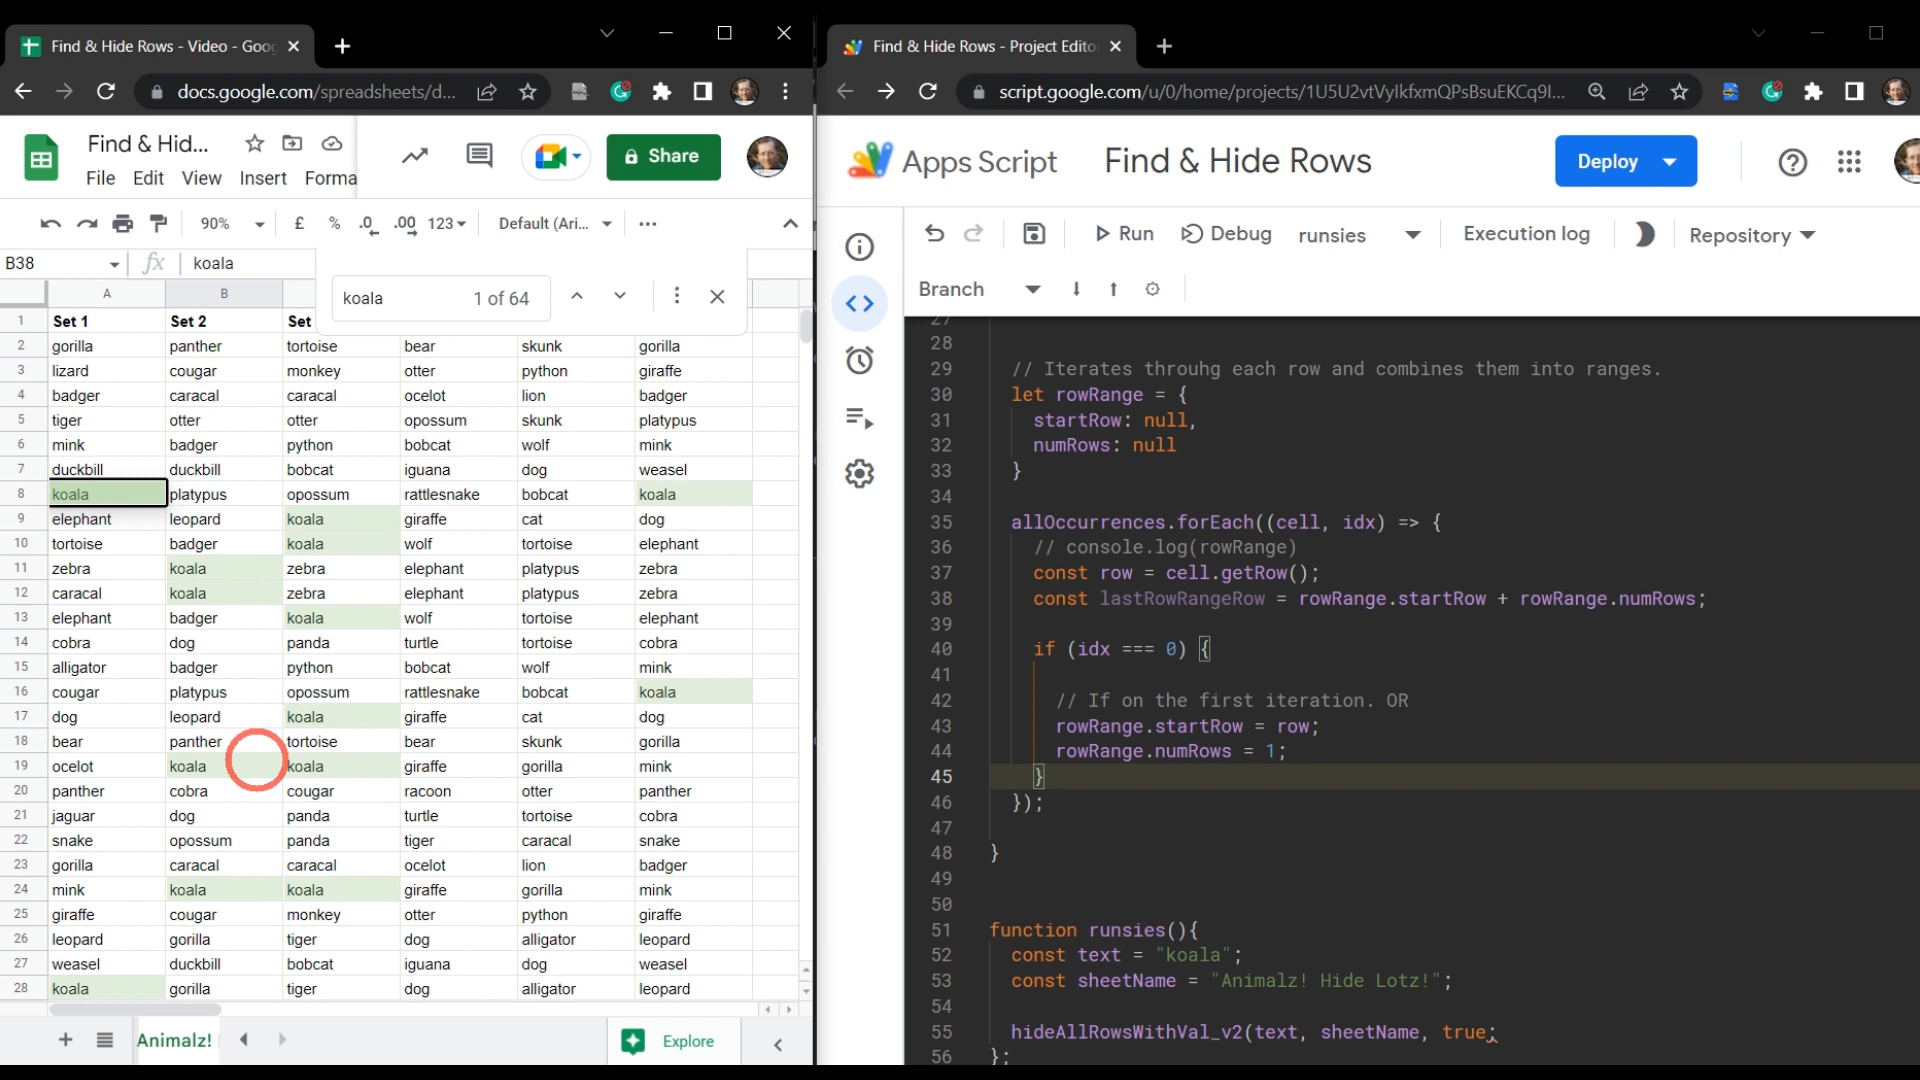 Find & Hide Rows - Video - Goog
docs.google.com/spreadsheets/d...
Find & Hid...
File Edit View Insert Forma
Share
90% £ % .0 .00 123 Default (Ari...
B38 fx koala
koala 1 of 64
A B
1 Set 1 Set 2 Set
2 gorilla panther tortoise bear skunk gorilla
3 lizard cougar monkey otter python giraffe
4 badger caracal caracal ocelot lion badger
5 tiger otter otter opossum skunk platypus
6 mink badger python bobcat wolf mink
7 duckbill duckbill bobcat iguana dog weasel
8 koala platypus opossum rattlesnake bobcat koala
9 elephant leopard koala giraffe cat dog
10 tortoise badger koala wolf tortoise elephant
11 zebra koala zebra elephant platypus zebra
12 caracal koala zebra elephant platypus zebra
13 elephant badger koala wolf tortoise elephant
14 cobra dog panda turtle tortoise cobra
15 alligator badger python bobcat wolf mink
16 cougar platypus opossum rattlesnake bobcat koala
17 dog leopard koala giraffe cat dog
18 bear panther tortoise bear skunk gorilla
19 ocelot koala koala giraffe gorilla mink
20 panther cobra cougar racoon otter panther
21 jaguar dog panda turtle tortoise cobra
22 snake opossum panda tiger caracal snake
23 gorilla caracal caracal ocelot lion badger
24 mink koala koala giraffe gorilla mink
25 giraffe cougar monkey otter python giraffe
26 leopard gorilla tiger dog alligator leopard
27 weasel duckbill bobcat iguana dog weasel
28 koala gorilla tiger dog alligator leopard
Animalz! Explore
Find & Hide Rows - Project Edito
script.google.com/u/0/home/projects/1U5U2vtVyIkfxmQPsBsuEKCq9l...
Apps Script Find & Hide Rows Deploy
Run Debug runsies Execution log Repository
Branch
27
28
29 // Iterates throuhg each row and combines them into ranges.
30 let rowRange = {
31 startRow: null,
32 numRows: null
33 }
34
35 allOccurrences.forEach((cell, idx) => {
36 // console.log(rowRange)
37 const row = cell.getRow();
38 const lastRowRangeRow = rowRange.startRow + rowRange.numRows;
39
40 if (idx === 0) {
41
42 // If on the first iteration. OR
43 rowRange.startRow = row;
44 rowRange.numRows = 1;
45 }
46 });
47
48 }
49
50
51 function runsies(){
52 const text = "koala";
53 const sheetName = "Animalz! Hide Lotz!";
54
55 hideAllRowsWithVal_v2(text, sheetName, true;
56 };